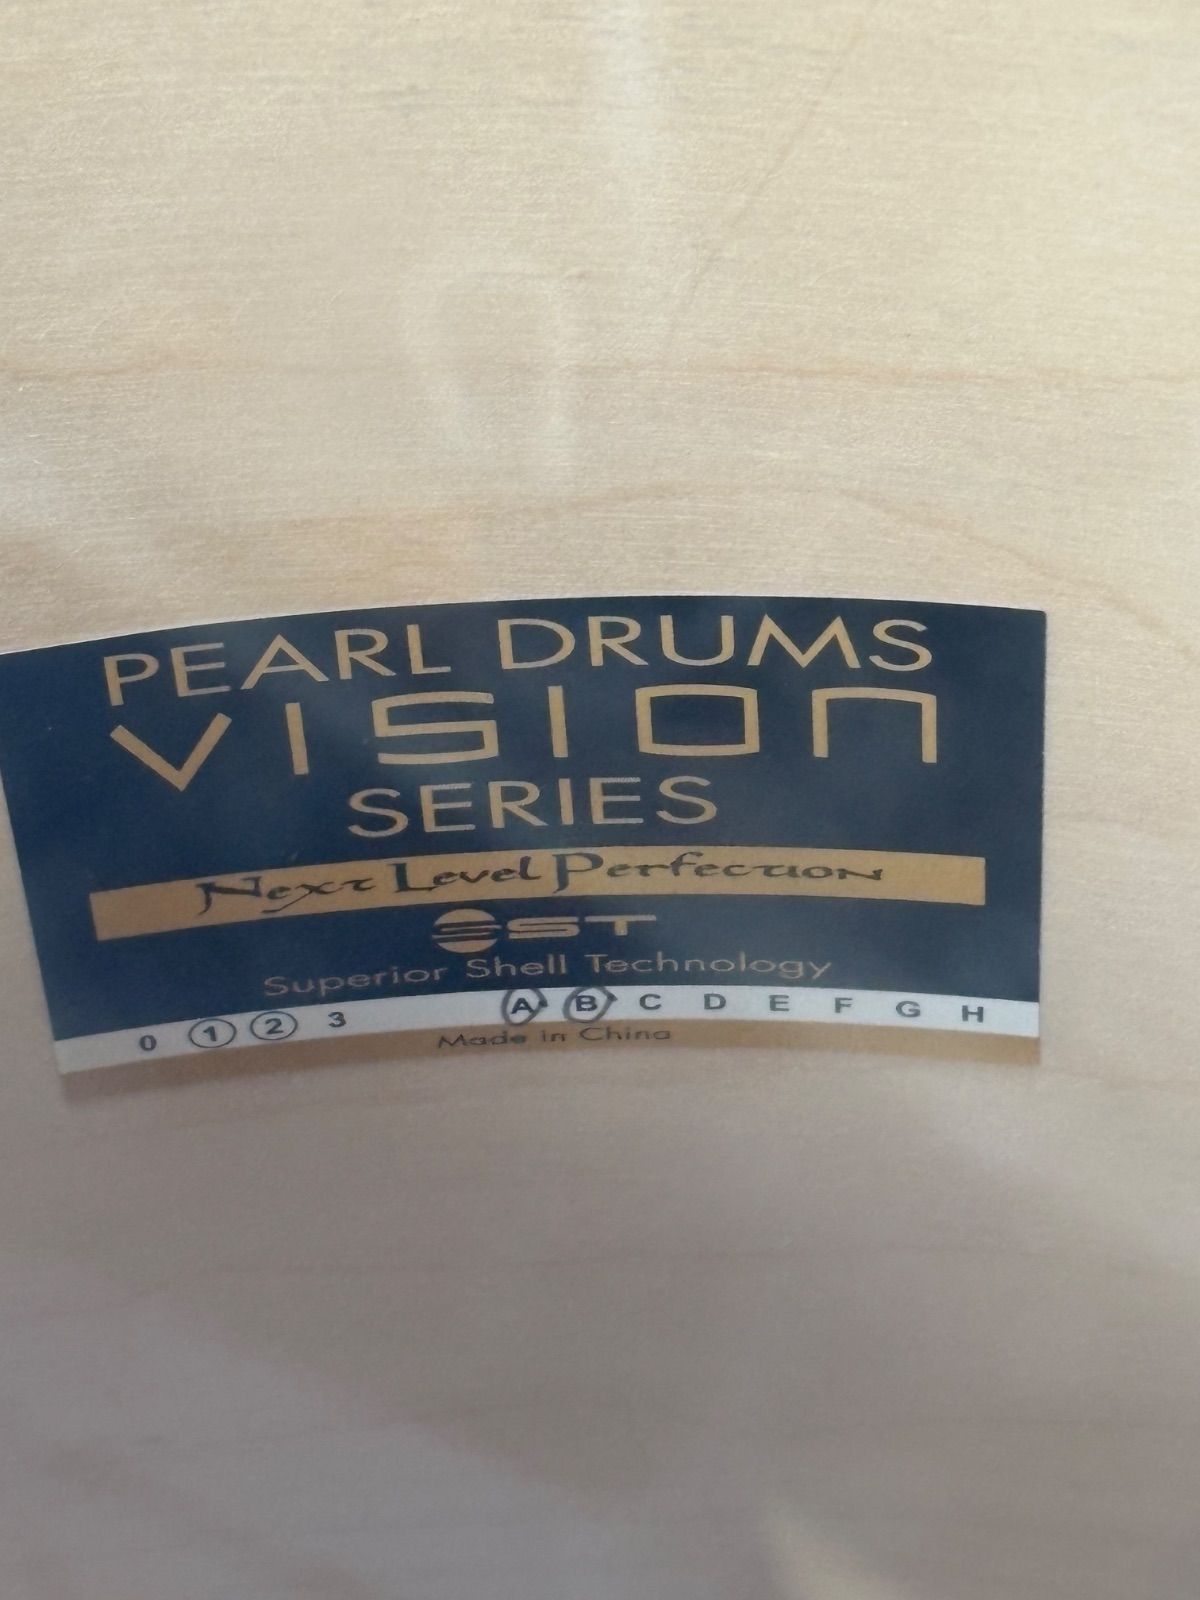 PEARL DRUMS
VISION
SERIES
Next Level Perfection
SST
Superior Shell Technology
0 1 2 3 A B C D E F G H
Made in China